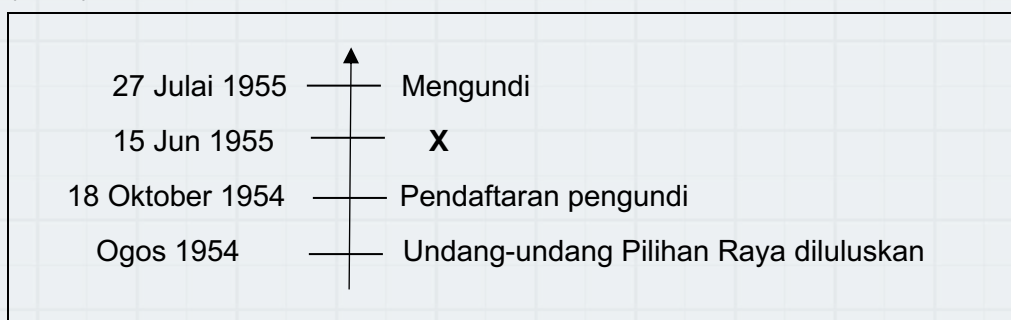 27 Julai 1955 Mengundi
15 Jun 1955 X
18 Oktober 1954 Pendaftaran pengundi
Ogos 1954 Undang-undang Pilihan Raya diluluskan